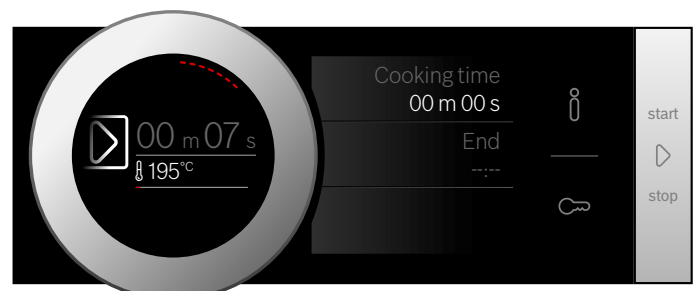 00 m 07 s
195°C
Cooking time
00 m 00 s
End
--:--
start
stop